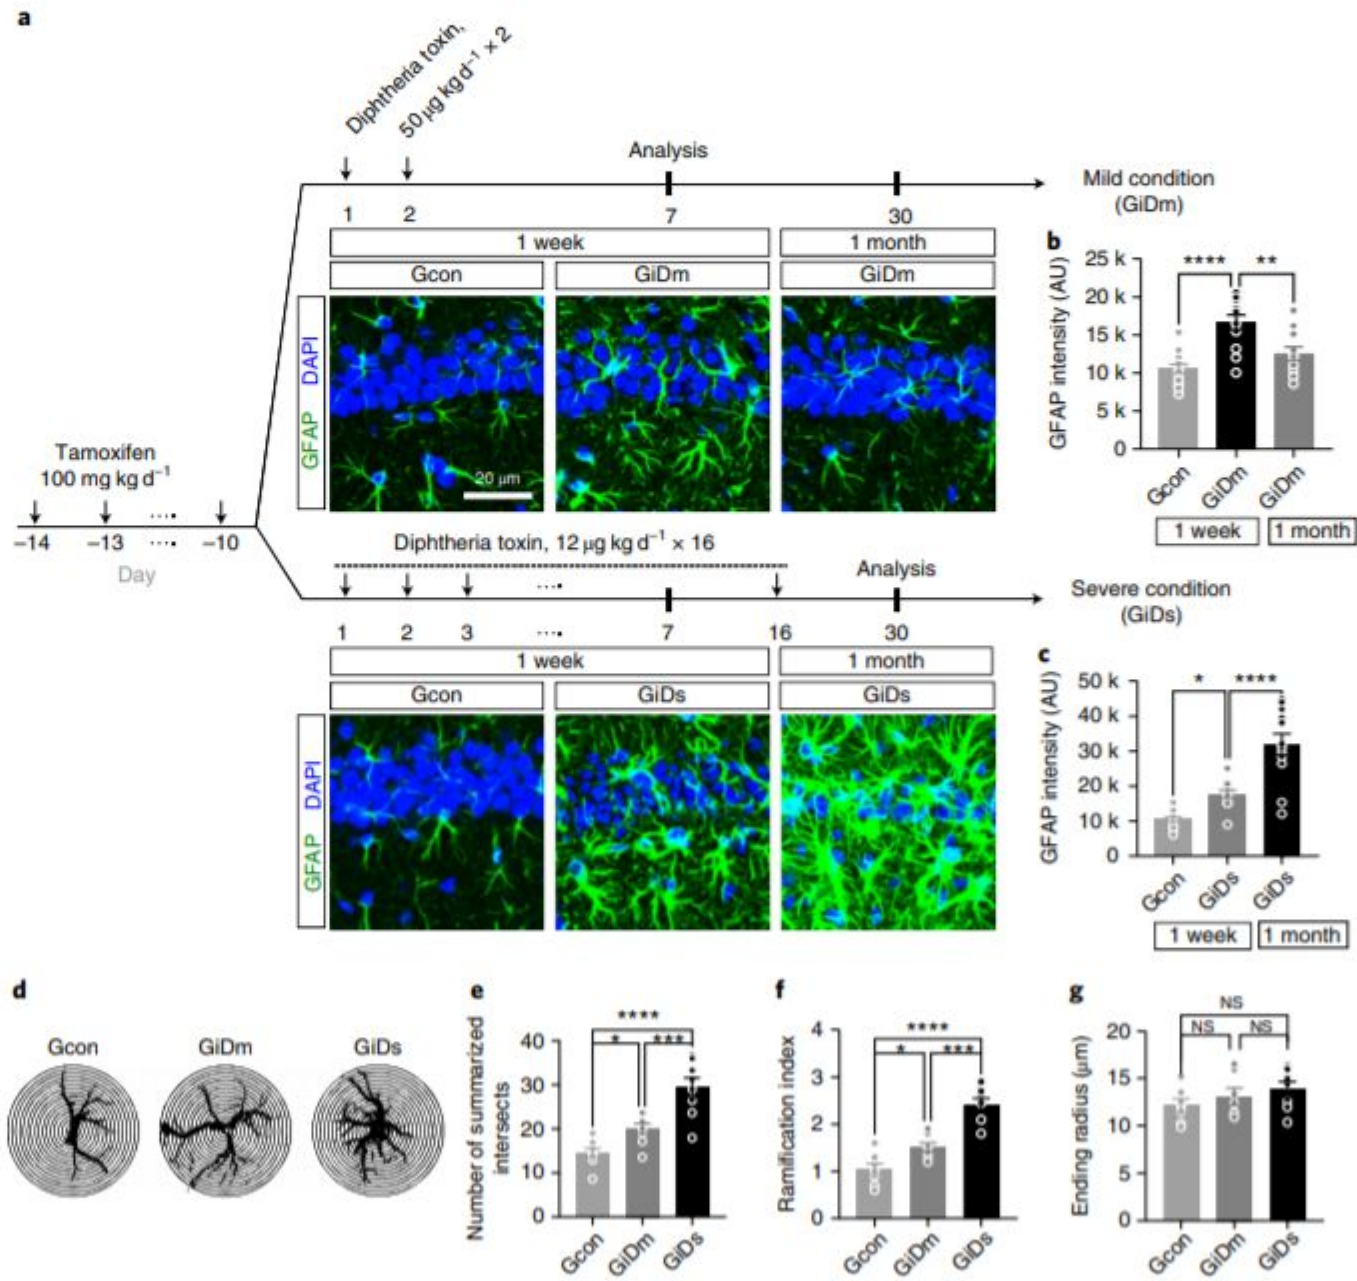 a
Diphtheria toxin,
50 µg kg d⁻¹ × 2
Analysis
Mild condition
(GiDm)
1 2 7 30
1 week 1 month
Gcon GiDm GiDm
GFAP DAPI
20 µm
b
GFAP intensity (AU)
25 k
20 k
15 k
10 k
5 k
0
**** **
Gcon GiDm GiDm
1 week 1 month
Tamoxifen
100 mg kg d⁻¹
−14 −13 −10
Day
Diphtheria toxin, 12 µg kg d⁻¹ × 16
Analysis
Severe condition
(GiDs)
1 2 3 7 16 30
1 week 1 month
Gcon GiDs GiDs
GFAP DAPI
c
GFAP intensity (AU)
50 k
40 k
30 k
20 k
10 k
0
* ****
Gcon GiDs GiDs
1 week 1 month
d
Gcon GiDm GiDs
e
Number of summarized
intersects
40
30
20
10
0
****
* ***
Gcon GiDm GiDs
f
Ramification index
4
3
2
1
0
****
* ***
Gcon GiDm GiDs
g
Ending radius (µm)
20
15
10
5
0
NS
NS NS
Gcon GiDm GiDs